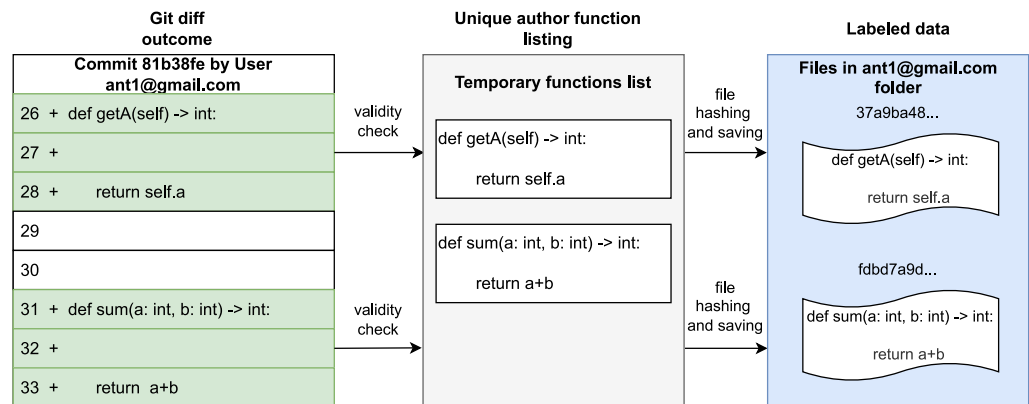 Git diff
outcome
Commit 81b38fe by User
ant1@gmail.com
26 + def getA(self) -> int:
27 +
28 + return self.a
29
30
31 + def sum(a: int, b: int) -> int:
32 +
33 + return a+b
validity
check
validity
check
Unique author function
listing
Temporary functions list
def getA(self) -> int:
return self.a
def sum(a: int, b: int) -> int:
return a+b
file
hashing
and saving
file
hashing
and saving
Labeled data
Files in ant1@gmail.com
folder
37a9ba48...
def getA(self) -> int:
return self.a
fdbd7a9d...
def sum(a: int, b: int) -> int:
return a+b